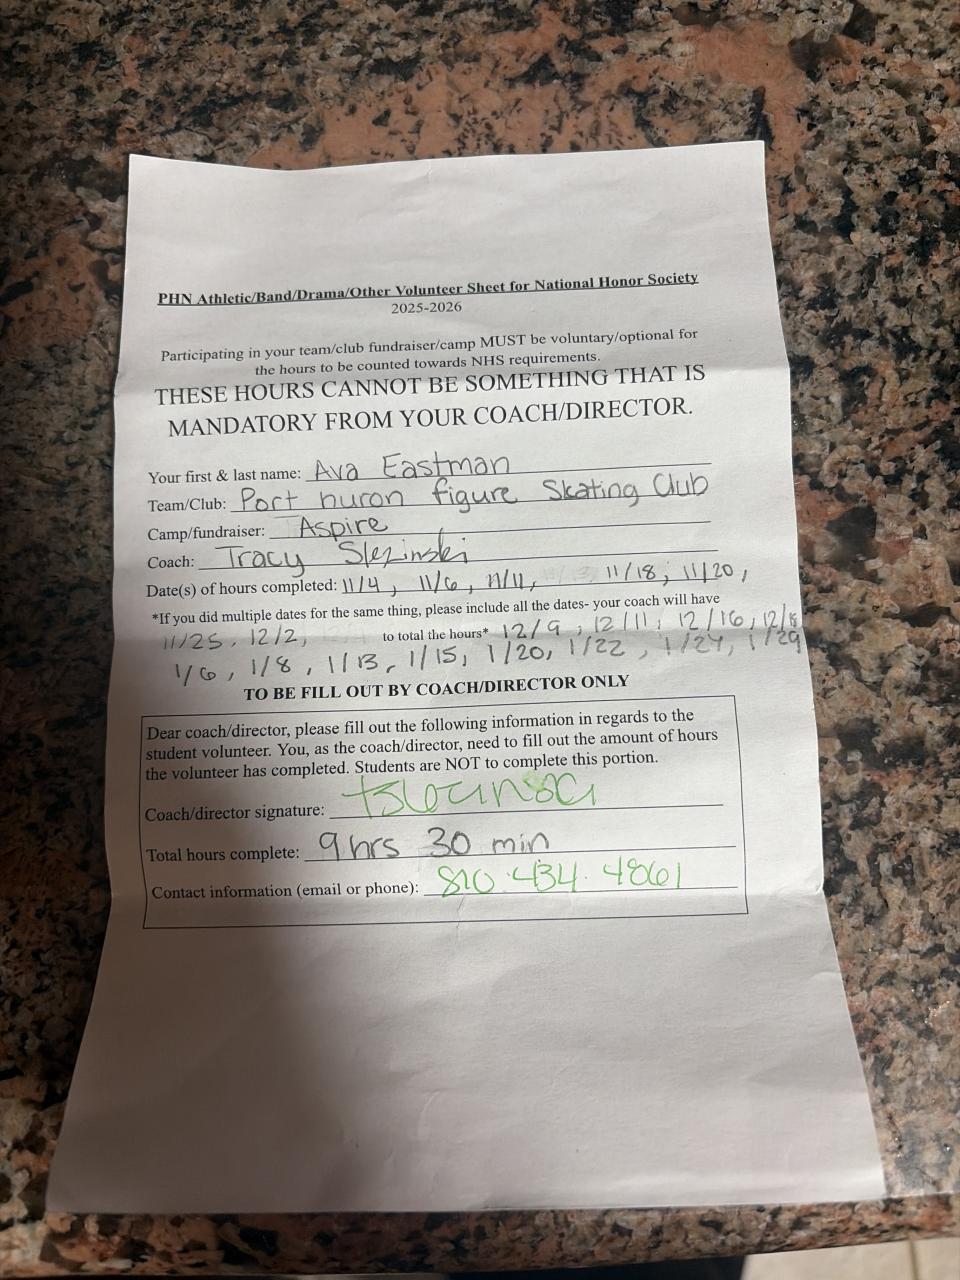 PHN Athletic/Band/Drama/Other Volunteer Sheet for National Honor Society
2025-2026
Participating in your team/club fundraiser/camp MUST be voluntary/optional for
the hours to be counted towards NHS requirements.
THESE HOURS CANNOT BE SOMETHING THAT IS
MANDATORY FROM YOUR COACH/DIRECTOR.
Your first & last name: Ava Eastman
Team/Club: Port huron figure Skating Club
Camp/fundraiser: Aspire
Coach: Tracy Slezinski
Date(s) of hours completed: 11/4, 11/6, 11/11, 11/18, 11/20,
*If you did multiple dates for the same thing, please include all the dates- your coach will have
11/25, 12/2, to total the hours* 12/9, 12/11, 12/16, 12/18
1/6, 1/8, 1/13, 1/15, 1/20, 1/22, 1/27, 1/29
TO BE FILL OUT BY COACH/DIRECTOR ONLY
Dear coach/director, please fill out the following information in regards to the
student volunteer. You, as the coach/director, need to fill out the amount of hours
the volunteer has completed. Students are NOT to complete this portion.
Coach/director signature:
Total hours complete: 9 hrs 30 min
Contact information (email or phone): 810.434.4861